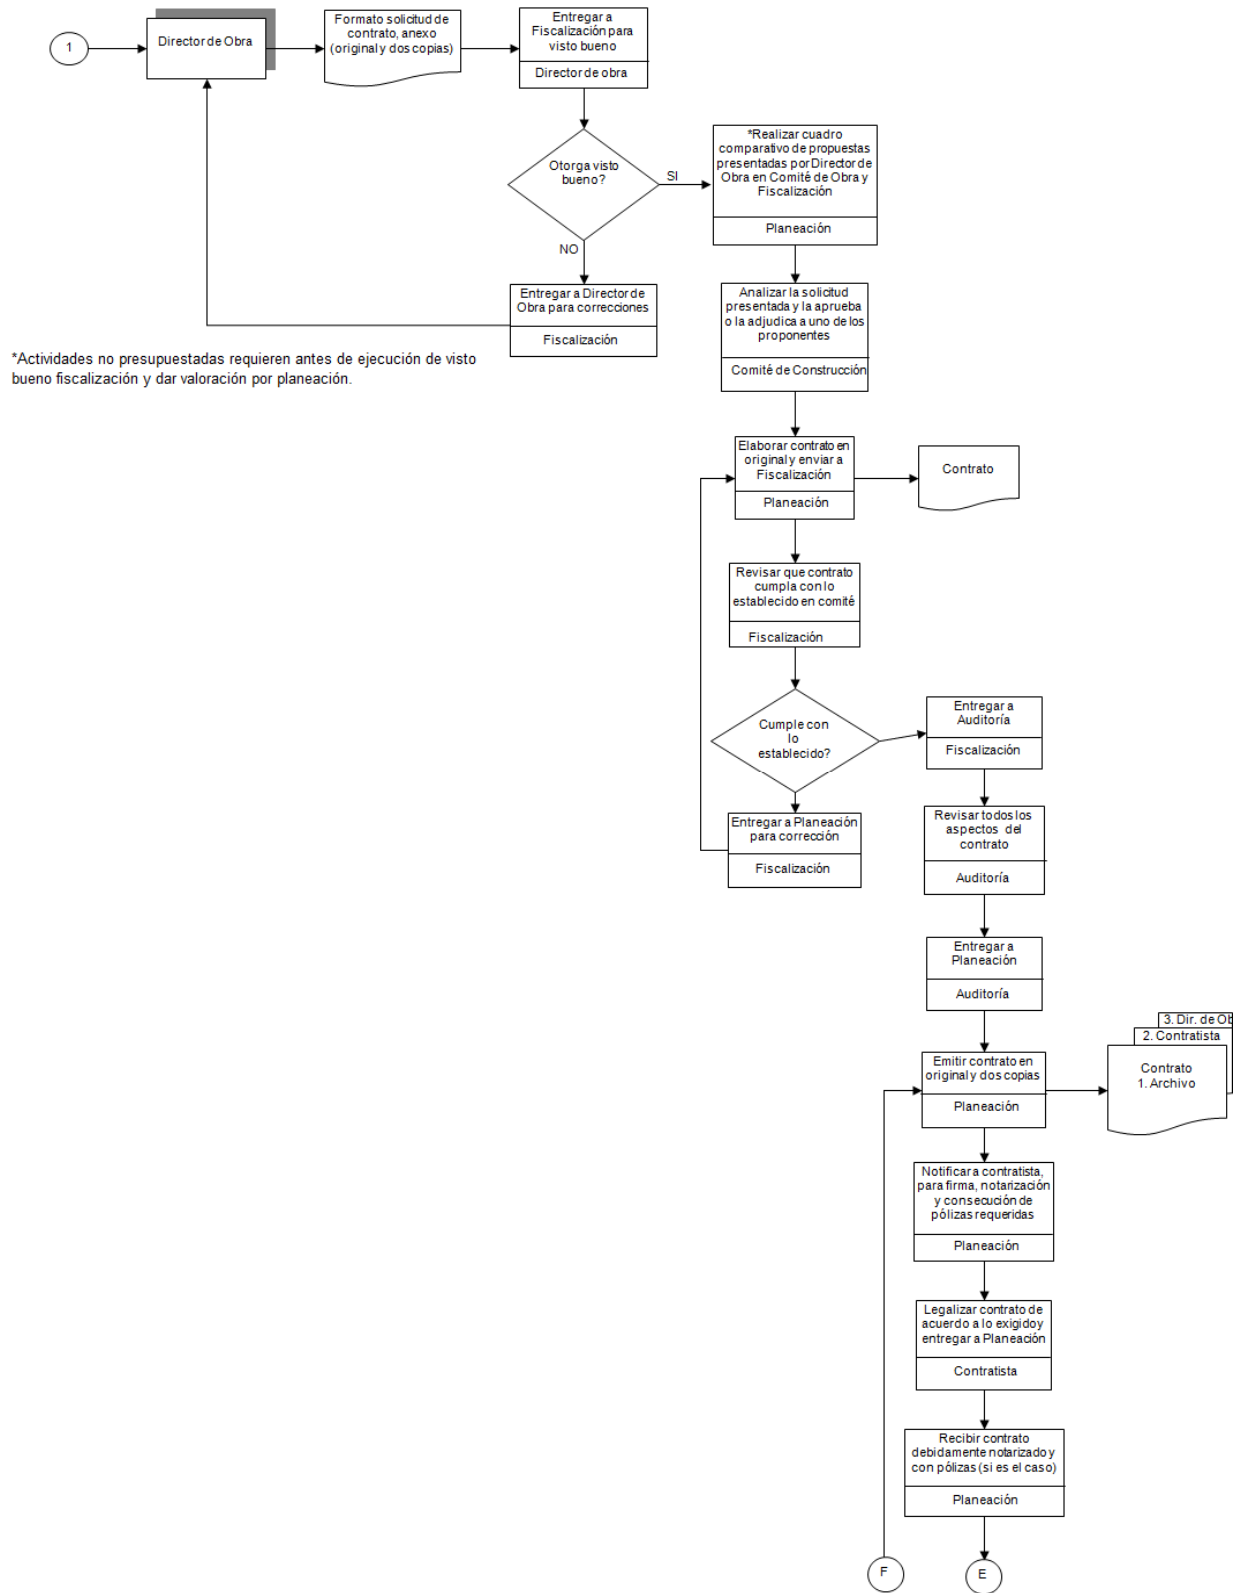 1
Director de Obra
Formato solicitud de
contrato, anexo
(original y dos copias)
Entregar a
Fiscalización para
visto bueno
Director de obra
Otorga visto
bueno?
SI
NO
*Realizar cuadro
comparativo de propuestas
presentadas por Director de
Obra en Comité de Obra y
Fiscalización
Planeación
Entregar a Director de
Obra para correcciones
Fiscalización
*Actividades no presupuestadas requieren antes de ejecución de visto
bueno fiscalización y dar valoración por planeación.
Analizar la solicitud
presentada y la aprueba
o la adjudica a uno de los
proponentes
Comité de Construcción
Elaborar contrato en
original y enviar a
Fiscalización
Planeación
Contrato
Revisar que contrato
cumpla con lo
establecido en comité
Fiscalización
Cumple con
lo
establecido?
Entregar a
Auditoría
Fiscalización
Entregar a Planeación
para corrección
Fiscalización
Revisar todos los
aspectos del
contrato
Auditoría
Entregar a
Planeación
Auditoría
Emitir contrato en
original y dos copias
Planeación
3. Dir. de Ob
2. Contratista
Contrato
1. Archivo
Notificar a contratista,
para firma, notarización
y consecución de
pólizas requeridas
Planeación
Legalizar contrato de
acuerdo a lo exigido y
entregar a Planeación
Contratista
Recibir contrato
debidamente notarizado y
con pólizas (si es el caso)
Planeación
F
E